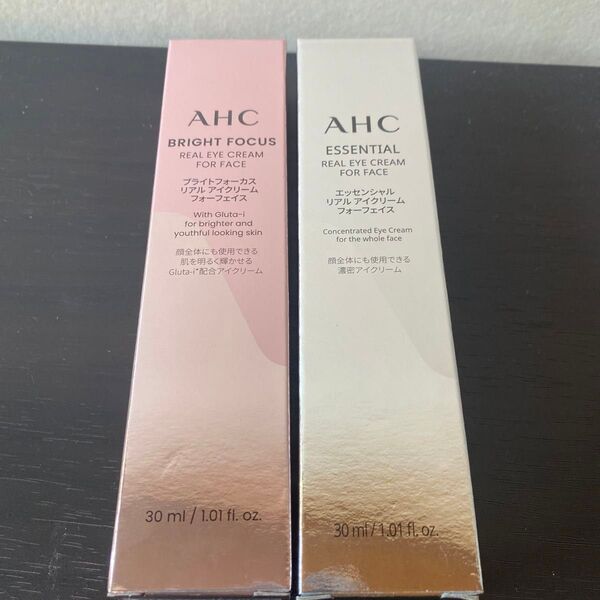 AHC
BRIGHT FOCUS
REAL EYE CREAM
FOR FACE
ブライトフォーカス
リアル アイクリーム
フォーフェイス
With Gluta-i
for brighter and
youthful looking skin
顔全体にも使用できる
肌を明るく輝かせる
Gluta-i*配合アイクリーム
30 ml / 1.01 fl. oz.
AHC
ESSENTIAL
REAL EYE CREAM
FOR FACE
エッセンシャル
リアル アイクリーム
フォーフェイス
Concentrated Eye Cream
for the whole face
顔全体にも使用できる
濃密アイクリーム
30 ml / 1.01 fl. oz.